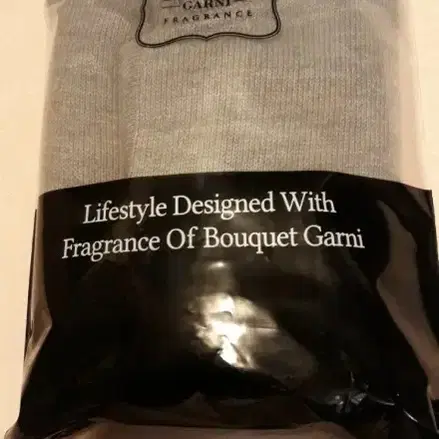 GARNI
FRAGRANCE
Lifestyle Designed With
Fragrance Of Bouquet Garni